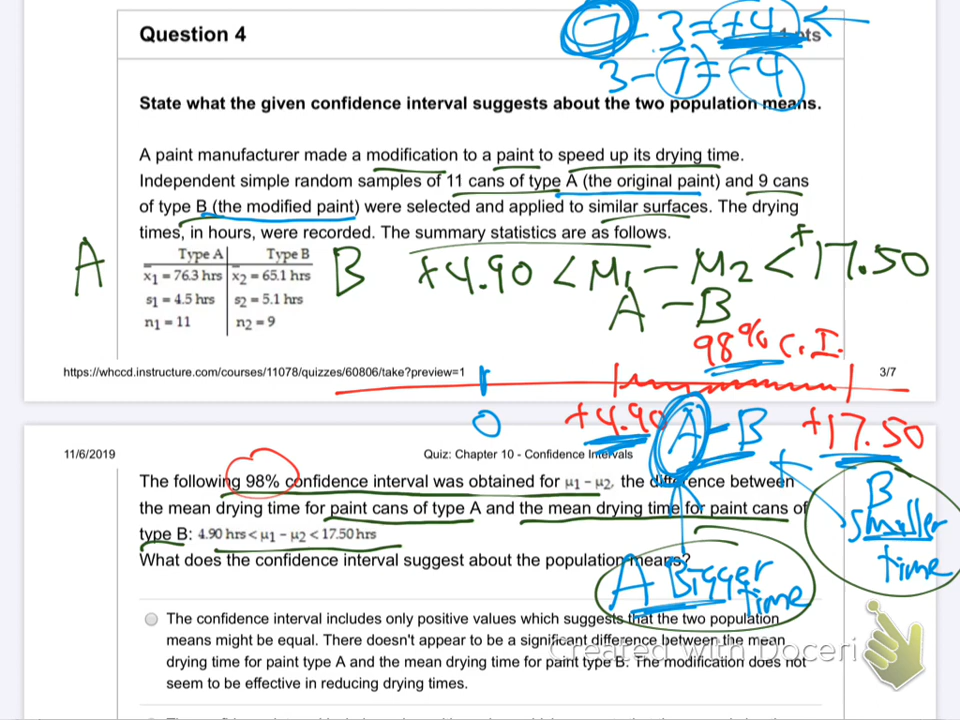 7 - 3 = +4
Question 4
pts
3 - 7 = -4
State what the given confidence interval suggests about the two population means.
A paint manufacturer made a modification to a paint to speed up its drying time.
Independent simple random samples of 11 cans of type A (the original paint) and 9 cans
of type B (the modified paint) were selected and applied to similar surfaces. The drying
times, in hours, were recorded. The summary statistics are as follows.
A
Type A Type B
x1 = 76.3 hrs x2 = 65.1 hrs
s1 = 4.5 hrs s2 = 5.1 hrs
n1 = 11 n2 = 9
B
+4.90 < M1 - M2 < +17.50
A - B
98% C.I.
https://whccd.instructure.com/courses/11078/quizzes/60806/take?preview=1
3/7
0
+4.90
A - B
+17.50
11/6/2019
Quiz: Chapter 10 - Confidence Intervals
The following 98% confidence interval was obtained for μ1 - μ2, the difference between
the mean drying time for paint cans of type A and the mean drying time for paint cans of
type B: 4.90 hrs < μ1 - μ2 < 17.50 hrs
What does the confidence interval suggest about the population means?
B
smaller
time
A Bigger
time
The confidence interval includes only positive values which suggests that the two population
means might be equal. There doesn't appear to be a significant difference between the mean
drying time for paint type A and the mean drying time for paint type B. The modification does not
seem to be effective in reducing drying times.
Created with Doceri